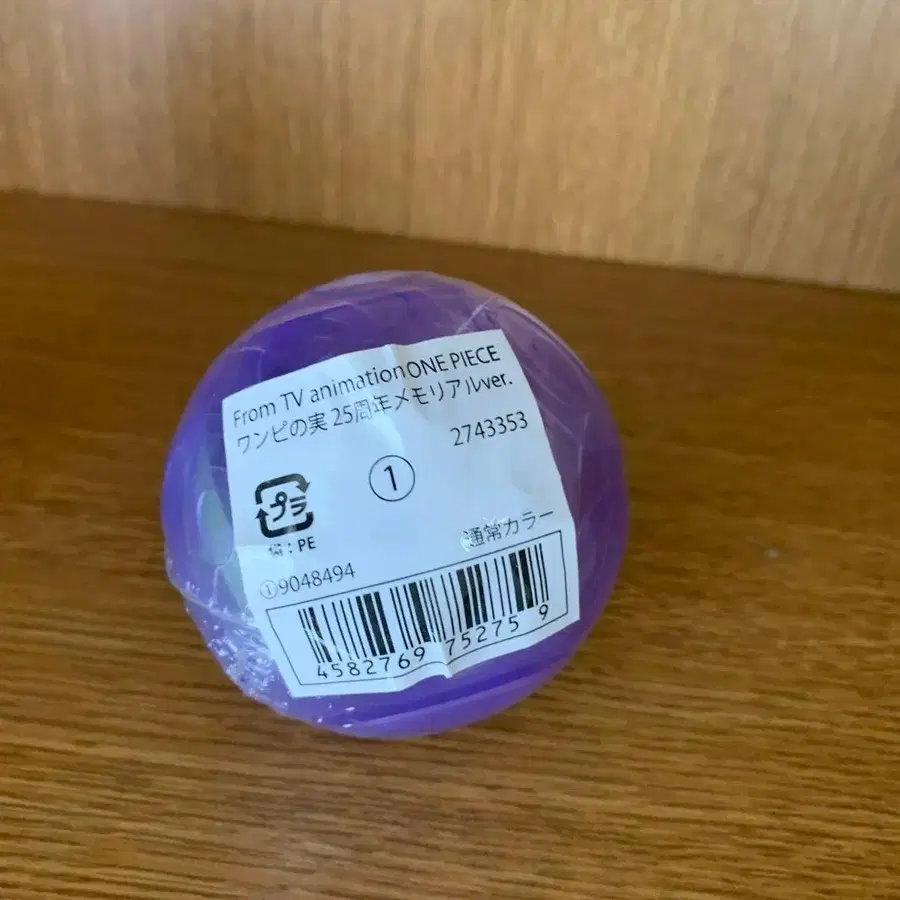 From TV animation ONE PIECE
ワンピの実 25周年メモリアルver.
2743353
①
プラ
袋：PE
通常カラー
①9048494
4582769 75275 9